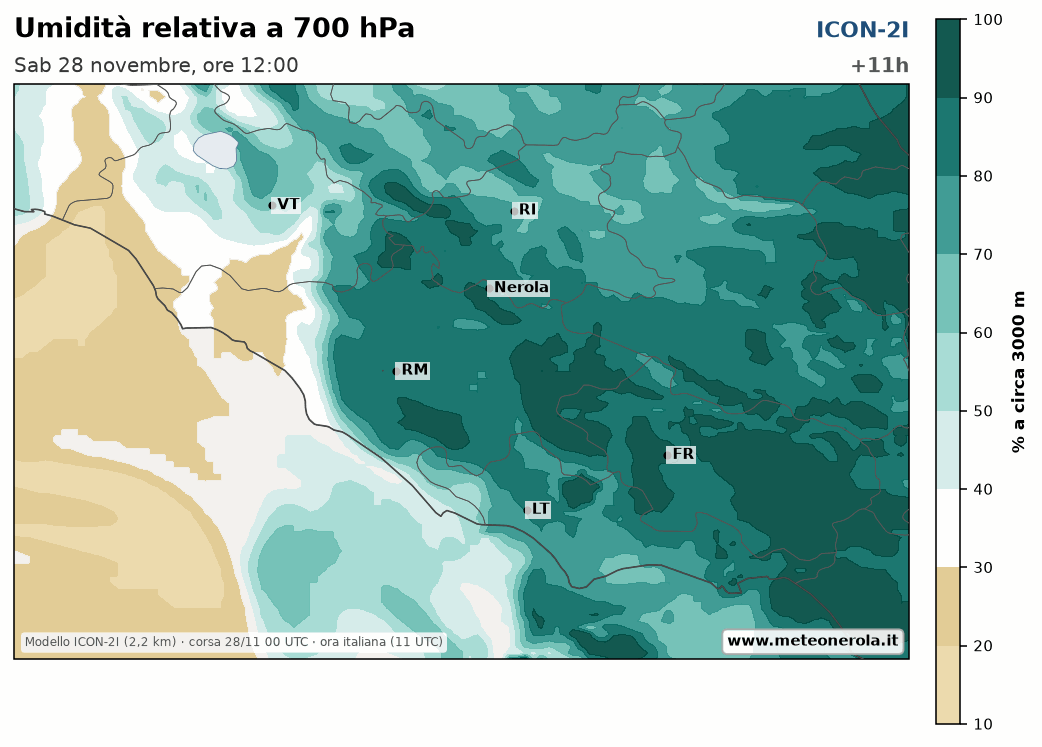 Umidità relativa a 700 hPa
ICON-2I
Sab 28 novembre, ore 12:00
+11h
100
90
80
70
60
50
40
30
20
10
% a circa 3000 m
VT
RI
Nerola
RM
FR
LT
Modello ICON-2I (2,2 km) · corsa 28/11 00 UTC · ora italiana (11 UTC)
www.meteonerola.it